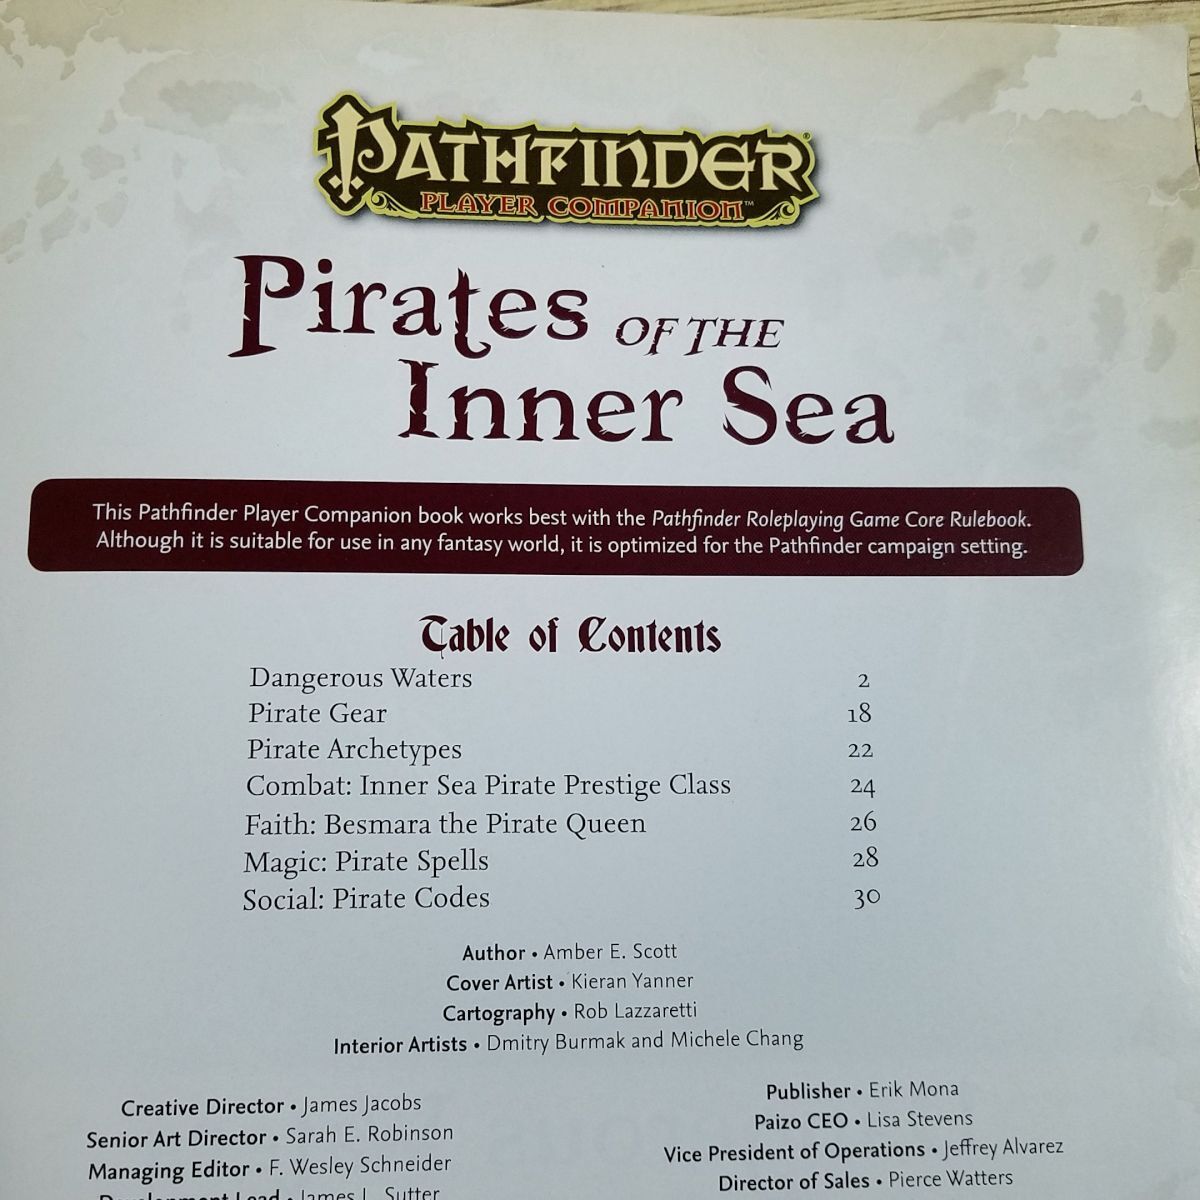 PATHFINDER®
PLAYER COMPANION™
Pirates OF THE
Inner Sea
This Pathfinder Player Companion book works best with the Pathfinder Roleplaying Game Core Rulebook.
Although it is suitable for use in any fantasy world, it is optimized for the Pathfinder campaign setting.
Table of Contents
Dangerous Waters 2
Pirate Gear 18
Pirate Archetypes 22
Combat: Inner Sea Pirate Prestige Class 24
Faith: Besmara the Pirate Queen 26
Magic: Pirate Spells 28
Social: Pirate Codes 30
Author • Amber E. Scott
Cover Artist • Kieran Yanner
Cartography • Rob Lazzaretti
Interior Artists • Dmitry Burmak and Michele Chang
Creative Director • James Jacobs
Senior Art Director • Sarah E. Robinson
Managing Editor • F. Wesley Schneider
Development Lead • James L. Sutter
Publisher • Erik Mona
Paizo CEO • Lisa Stevens
Vice President of Operations • Jeffrey Alvarez
Director of Sales • Pierce Watters